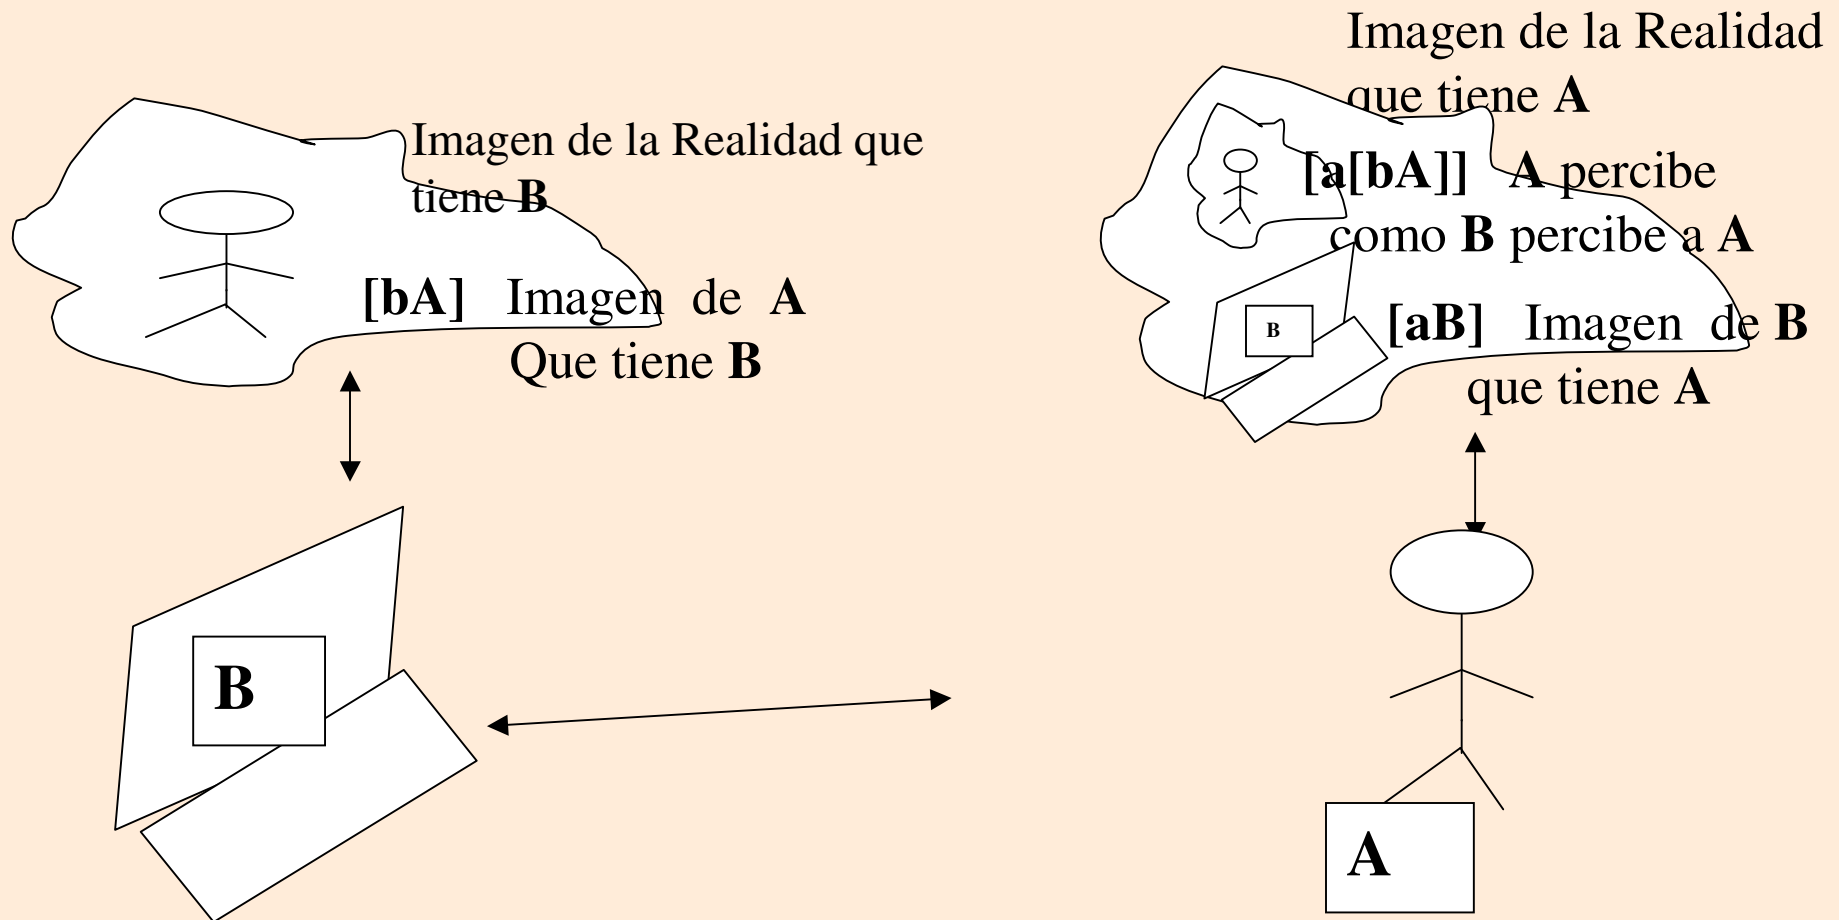 Imagen de la Realidad que
tiene B
[bA] Imagen de A
Que tiene B
B
Imagen de la Realidad
que tiene A
[a[bA]] A percibe
como B percibe a A
B
[aB] Imagen de B
que tiene A
A